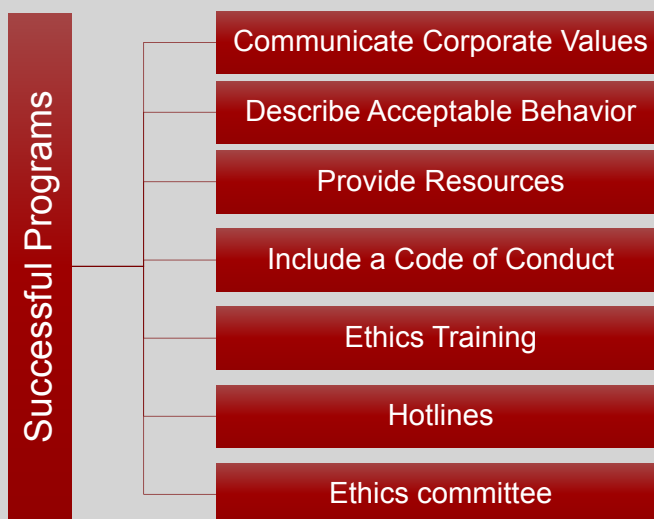 Successful Programs
Communicate Corporate Values
Describe Acceptable Behavior
Provide Resources
Include a Code of Conduct
Ethics Training
Hotlines
Ethics committee